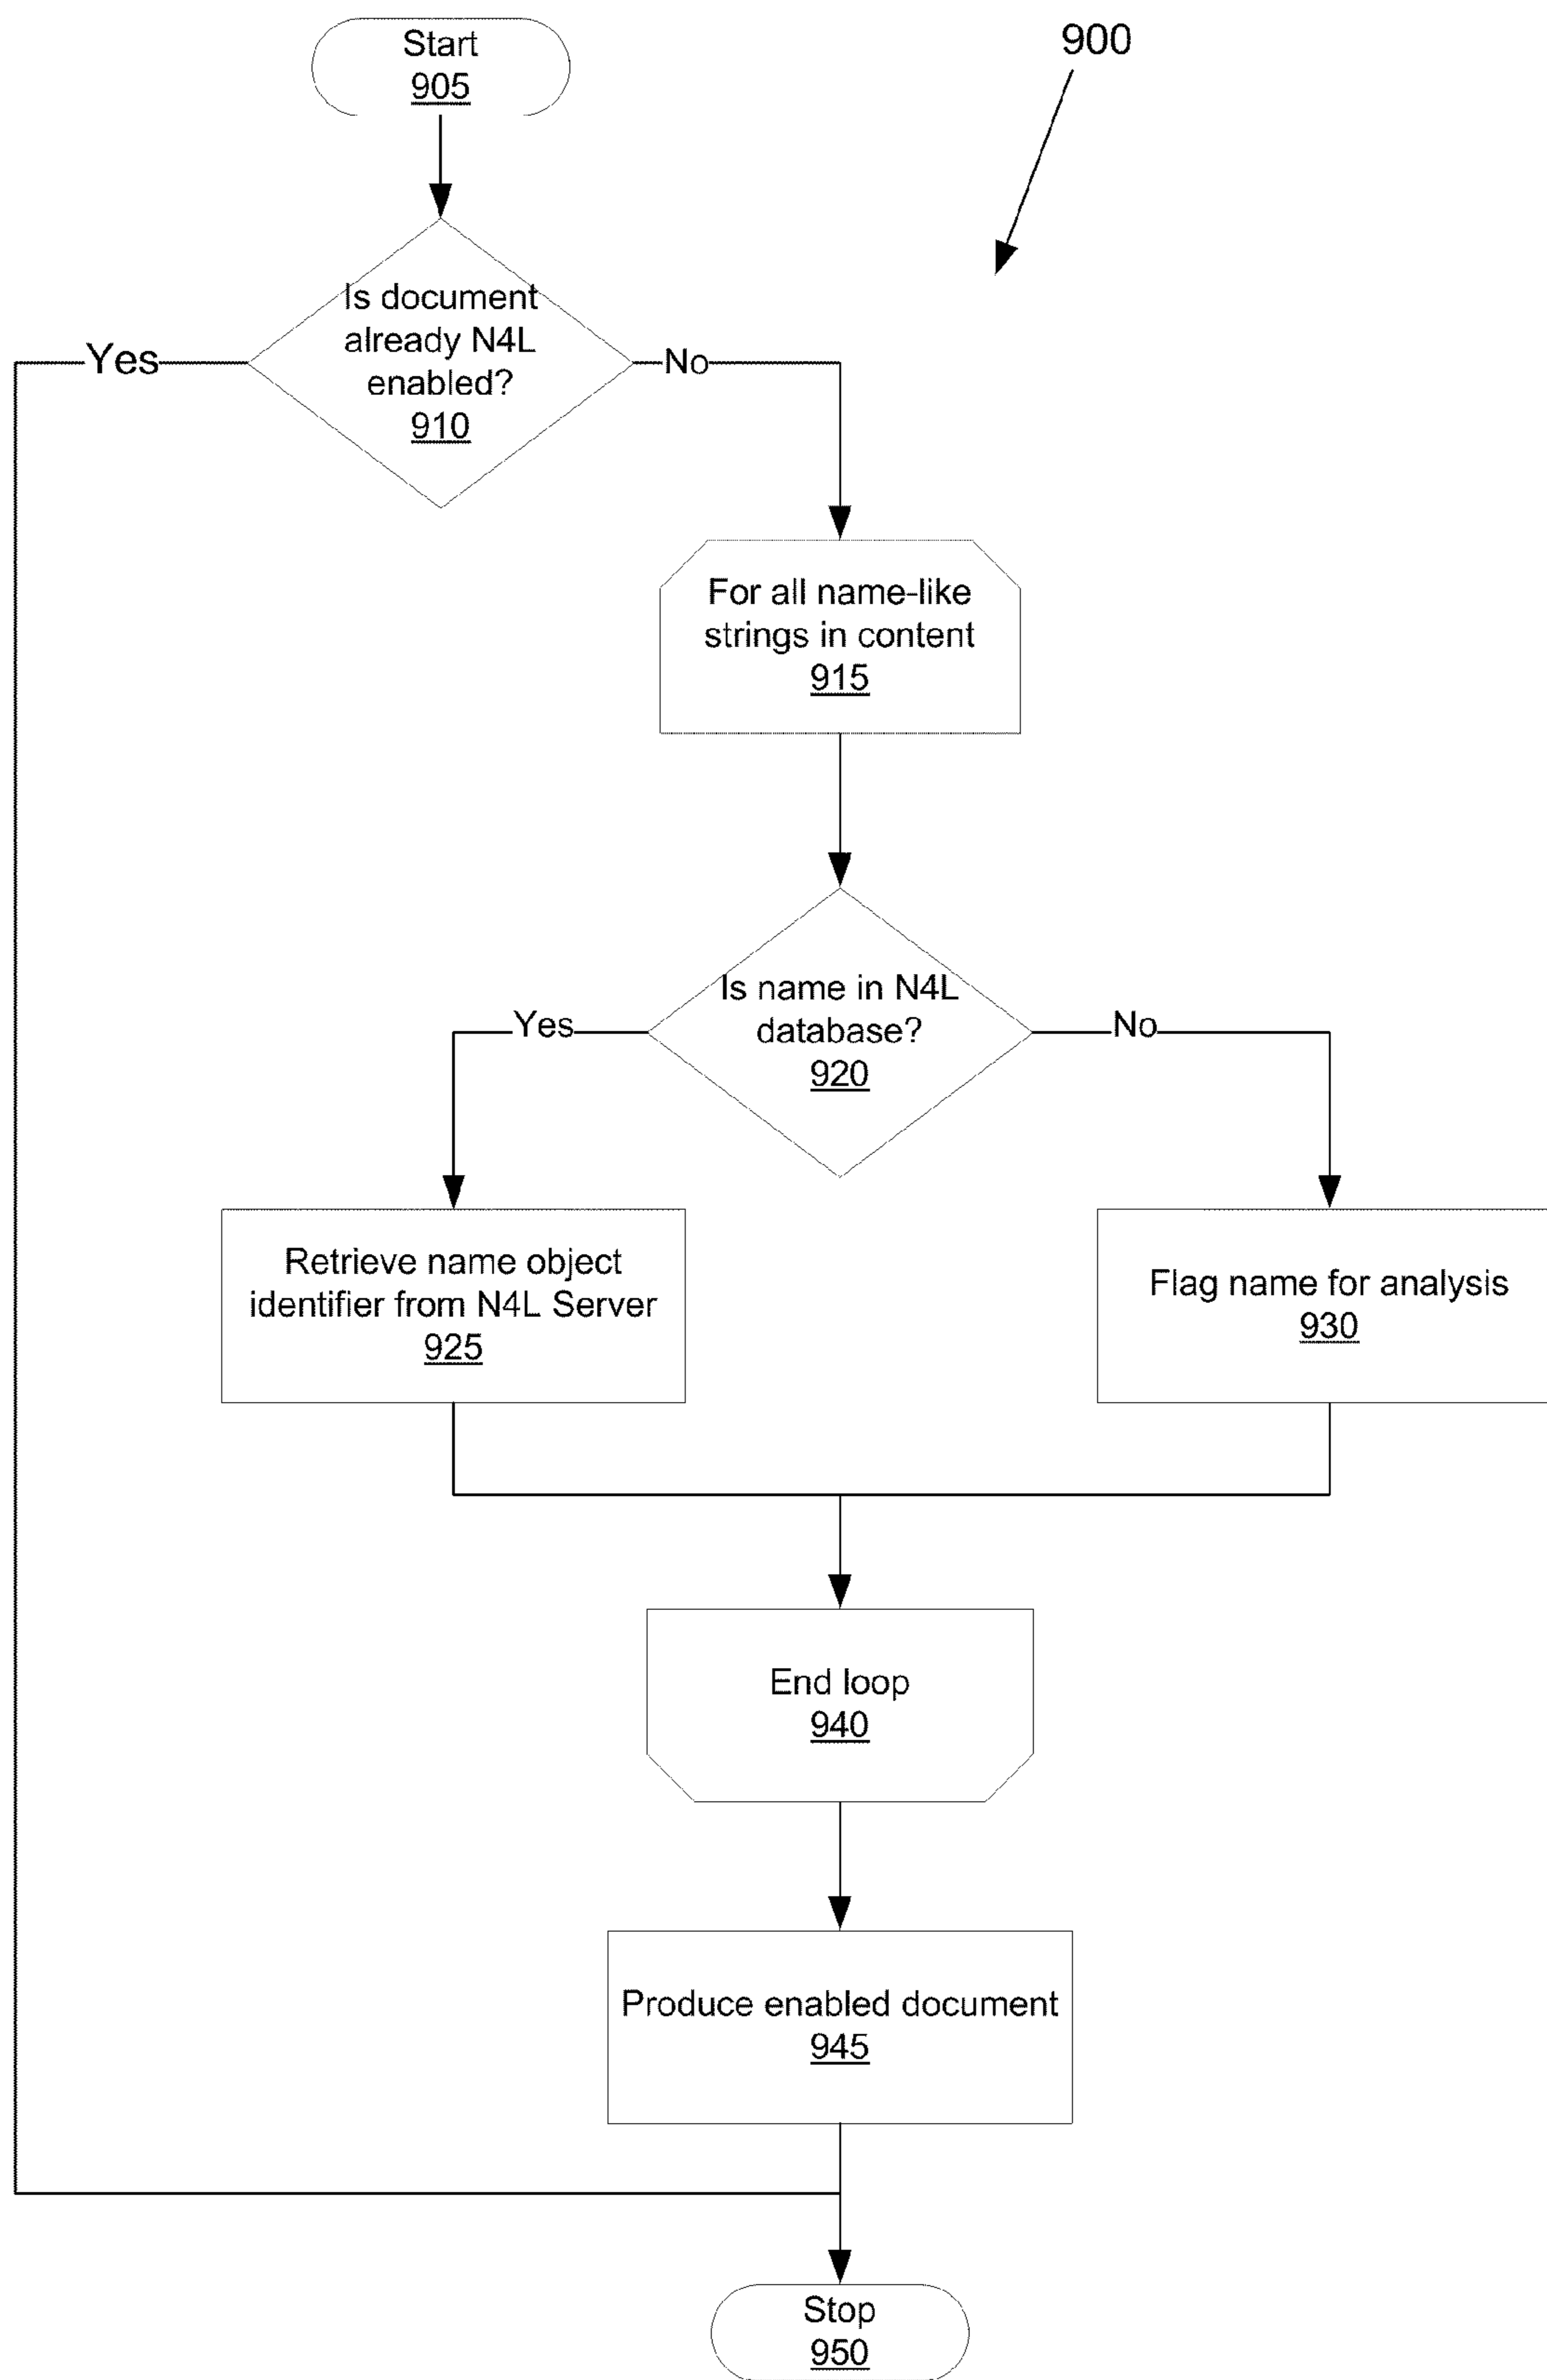 Start
905
900
Is document
already N4L
enabled?
910
Yes
No
For all name-like
strings in content
915
Is name in N4L
database?
920
Yes
No
Retrieve name object
identifier from N4L Server
925
Flag name for analysis
930
End loop
940
Produce enabled document
945
Stop
950